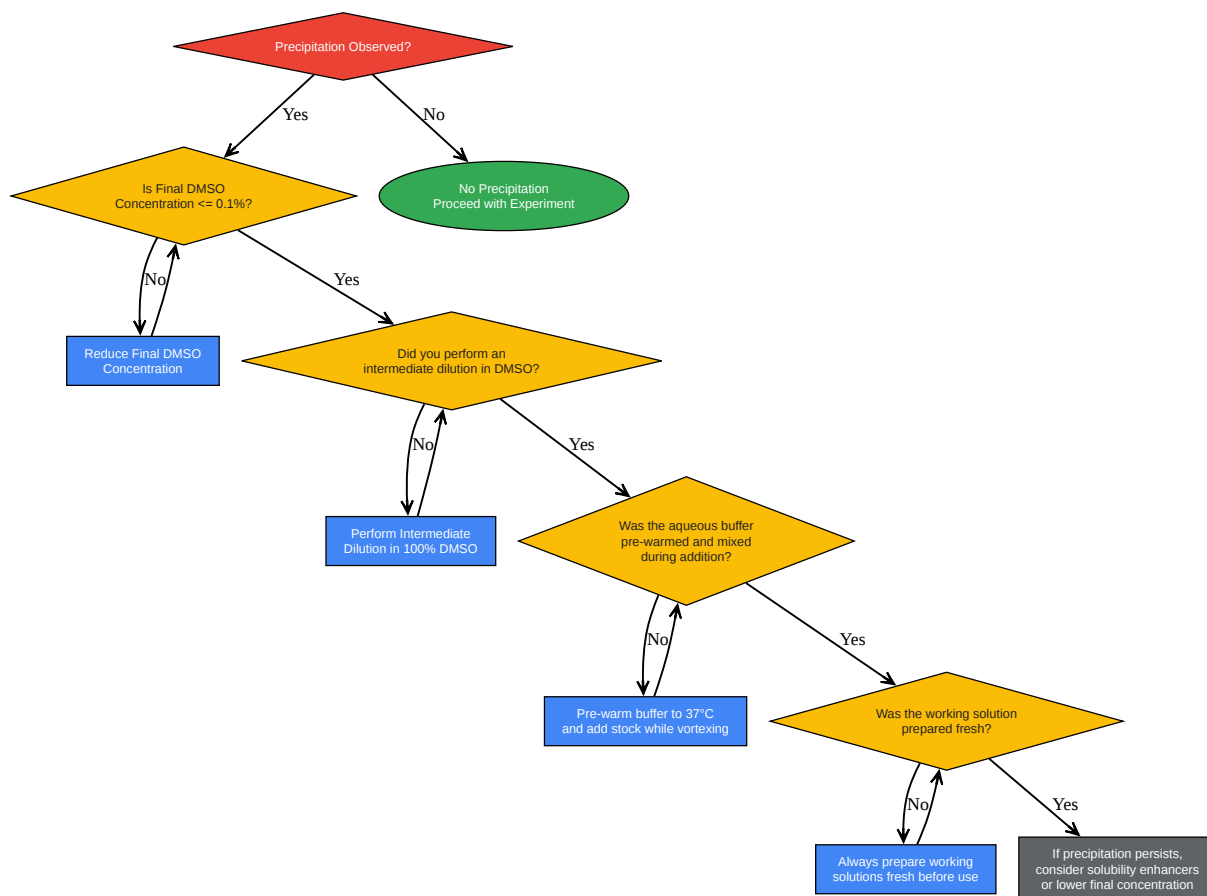 Precipitation Observed?
Yes
No
Is Final DMSO
Concentration <= 0.1%?
No Precipitation
Proceed with Experiment
No
Yes
Reduce Final DMSO
Concentration
Did you perform an
intermediate dilution in DMSO?
No
Yes
Perform Intermediate
Dilution in 100% DMSO
Was the aqueous buffer
pre-warmed and mixed
during addition?
No
Yes
Pre-warm buffer to 37°C
and add stock while vortexing
Was the working solution
prepared fresh?
No
Yes
Always prepare working
solutions fresh before use
If precipitation persists,
consider solubility enhancers
or lower final concentration